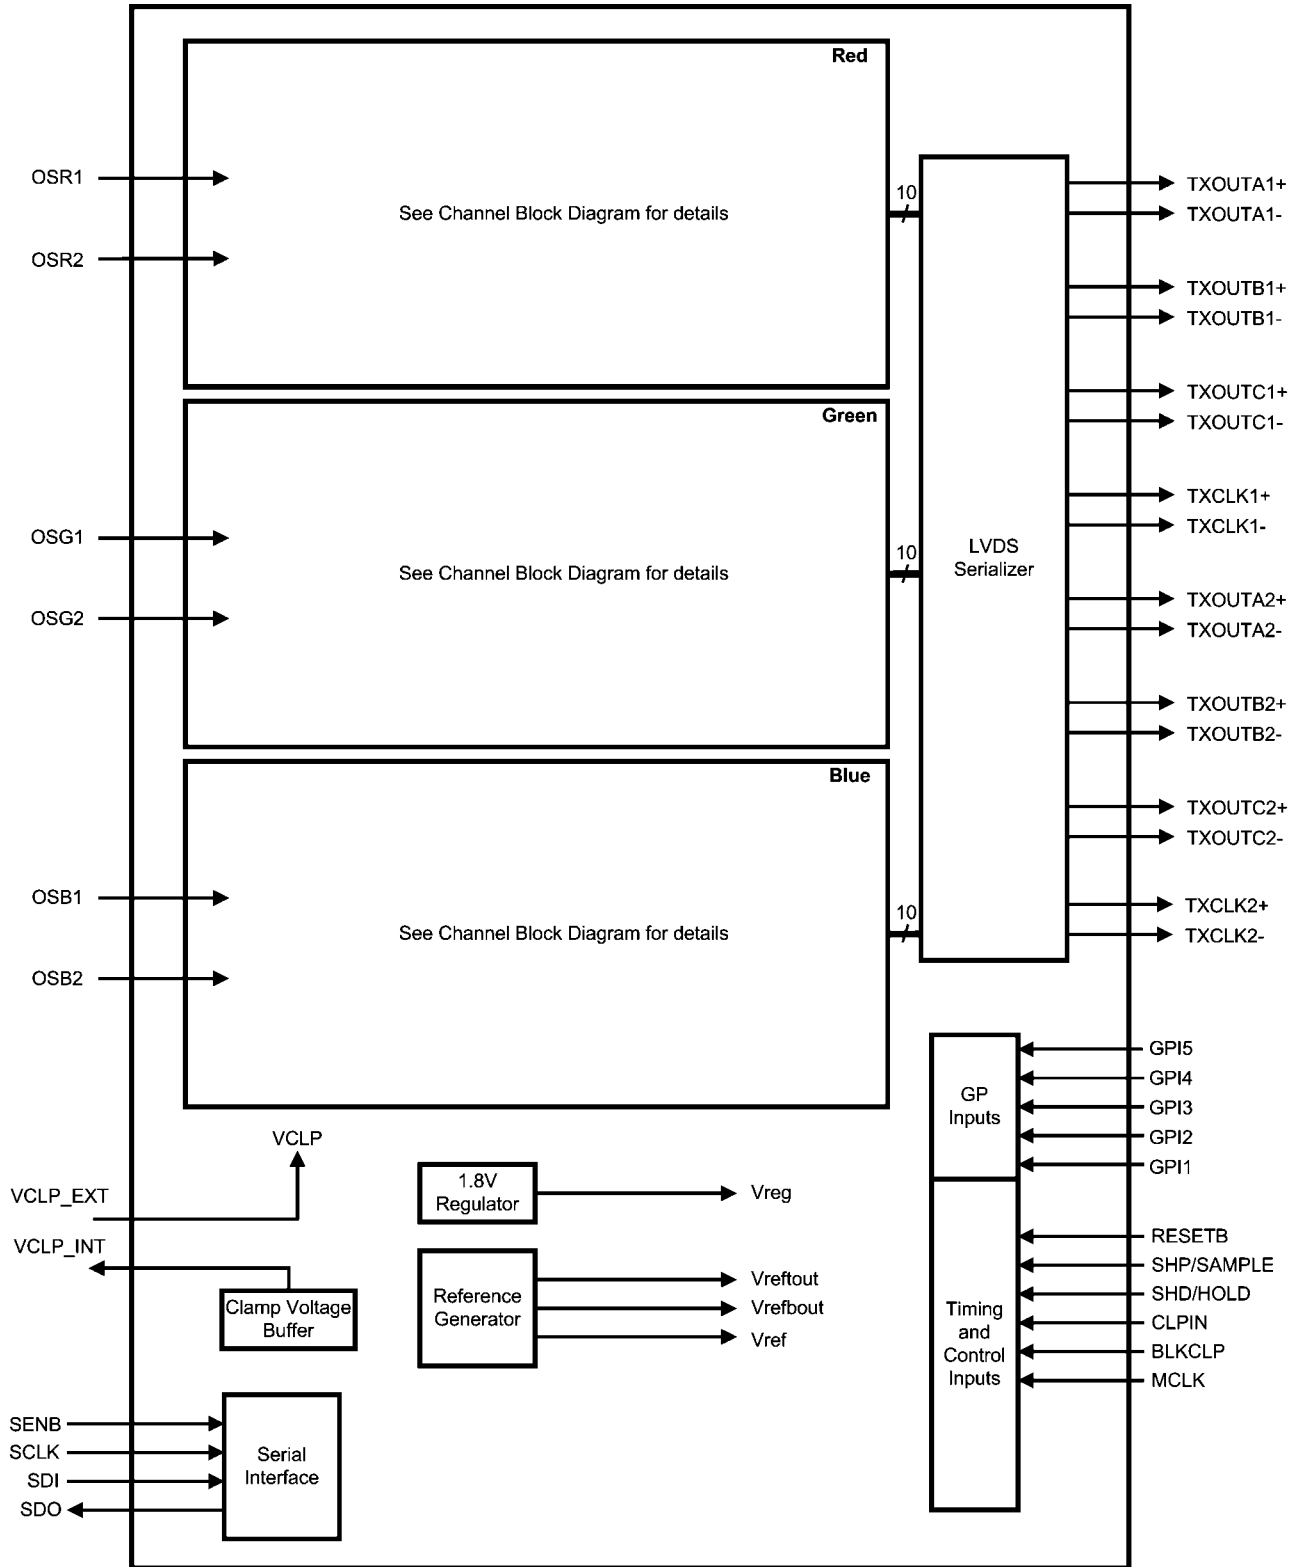 Red
OSR1
OSR2
See Channel Block Diagram for details
10
Green
OSG1
OSG2
See Channel Block Diagram for details
10
Blue
OSB1
OSB2
See Channel Block Diagram for details
10
LVDS
Serializer
TXOUTA1+
TXOUTA1-
TXOUTB1+
TXOUTB1-
TXOUTC1+
TXOUTC1-
TXCLK1+
TXCLK1-
TXOUTA2+
TXOUTA2-
TXOUTB2+
TXOUTB2-
TXOUTC2+
TXOUTC2-
TXCLK2+
TXCLK2-
GP
Inputs
GPI5
GPI4
GPI3
GPI2
GPI1
Timing
and
Control
Inputs
RESETB
SHP/SAMPLE
SHD/HOLD
CLPIN
BLKCLP
MCLK
VCLP
VCLP_EXT
VCLP_INT
Clamp Voltage
Buffer
1.8V
Regulator
Vreg
Reference
Generator
Vreftout
Vrefbout
Vref
SENB
SCLK
SDI
SDO
Serial
Interface